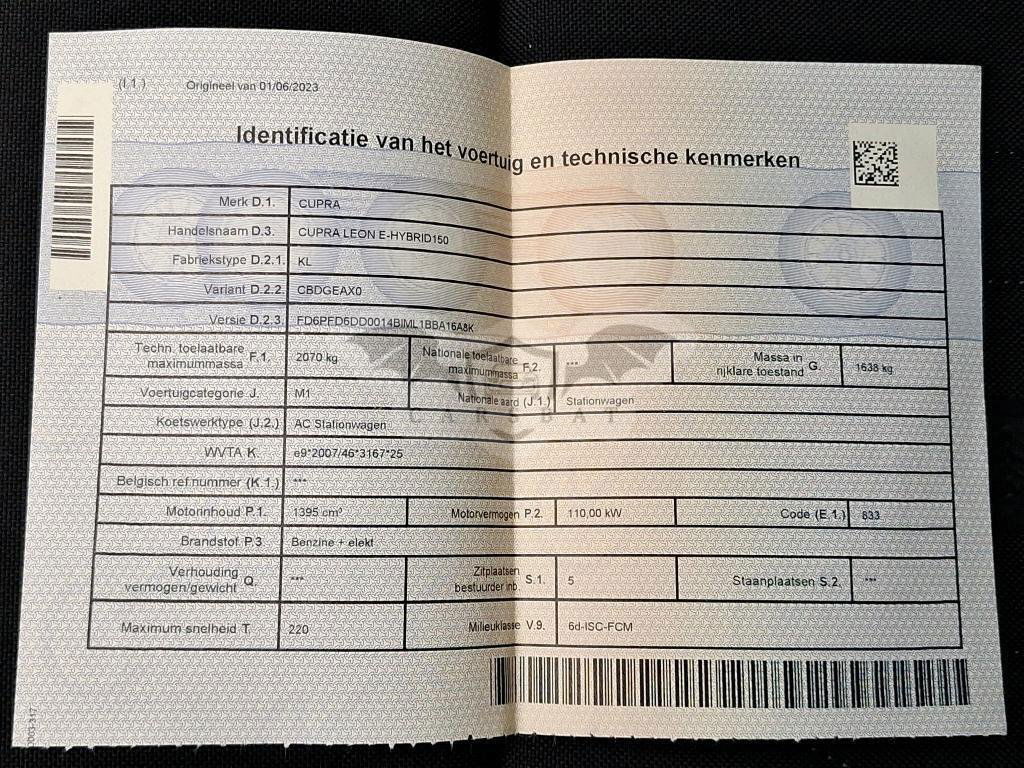 (I.1.) Origineel van 01/06/2023
Identificatie van het voertuig en technische kenmerken
Merk D.1. CUPRA
Handelsnaam D.3. CUPRA LEON E-HYBRID150
Fabriekstype D.2.1. KL
Variant D.2.2. CBDGEAX0
Versie D.2.3. FD6PFD6DD0014BIML1BBA16A8K
Techn. toelaatbare maximummassa F.1. 2070 kg Nationale toelaatbare maximummassa F.2. *** Massa in rijklare toestand G. 1638 kg
Voertuigcategorie J. M1 Nationale aard (J.1.) Stationwagen
CARSBAT
Koetswerktype (J.2.) AC Stationwagen
WVTA K. e9*2007/46*3167*25
Belgisch ref.nummer (K.1.) ***
Motorinhoud P.1. 1395 cm³ Motorvermogen P.2. 110,00 kW Code (E.1.) 833
Brandstof P.3 Benzine + elekt
Verhouding vermogen/gewicht Q. *** Zitplaatsen bestuurder inb. S.1. 5 Staanplaatsen S.2. ***
Maximum snelheid T. 220 Milieuklasse V.9. 6d-ISC-FCM